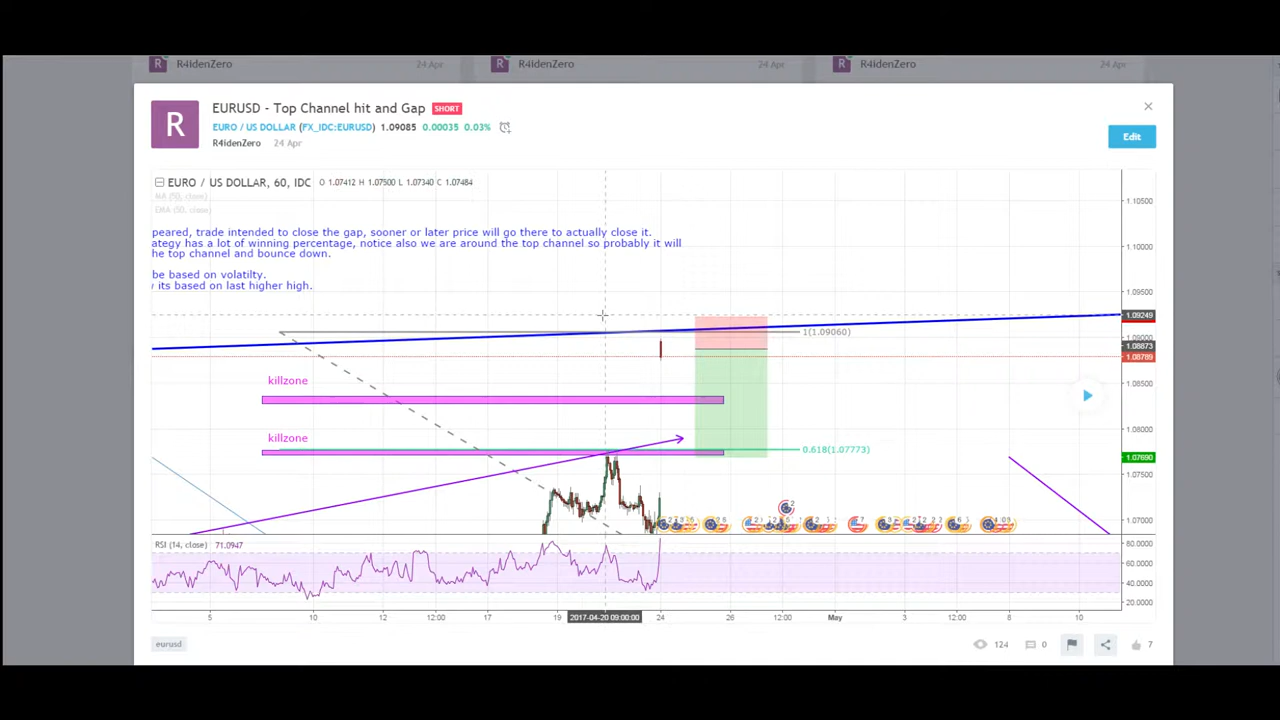 R4idenZero 24 Apr R4idenZero 24 Apr R4idenZero 24 Apr
EURUSD - Top Channel hit and Gap SHORT
EURO / US DOLLAR (FX_IDC:EURUSD) 1.09085 0.00035 0.03%
R4idenZero 24 Apr
R
Edit
EURO / US DOLLAR, 60, IDC O 1.07412 H 1.07500 L 1.07340 C 1.07484
MA (50, close)
EMA (50, close)
peared, trade intended to close the gap, sooner or later price will go there to actually close it.
ategy has a lot of winning percentage, notice also we are around the top channel so probably it will
he top channel and bounce down.
be based on volatilty.
its based on last higher high.
1.10500
1.10000
1.09500
1.09249
1(1.09060)
1.09000
1.08873
1.08789
killzone
1.08500
killzone
1.08000
0.618(1.07773)
1.07690
1.07500
1.07000
RSI (14, close) 71.0947
80.0000
60.0000
40.0000
20.0000
5 10 12 12:00 17 19 2017-04-20 09:00:00 24 26 12:00 May 3 12:00 8 10
eurusd
124 0 7